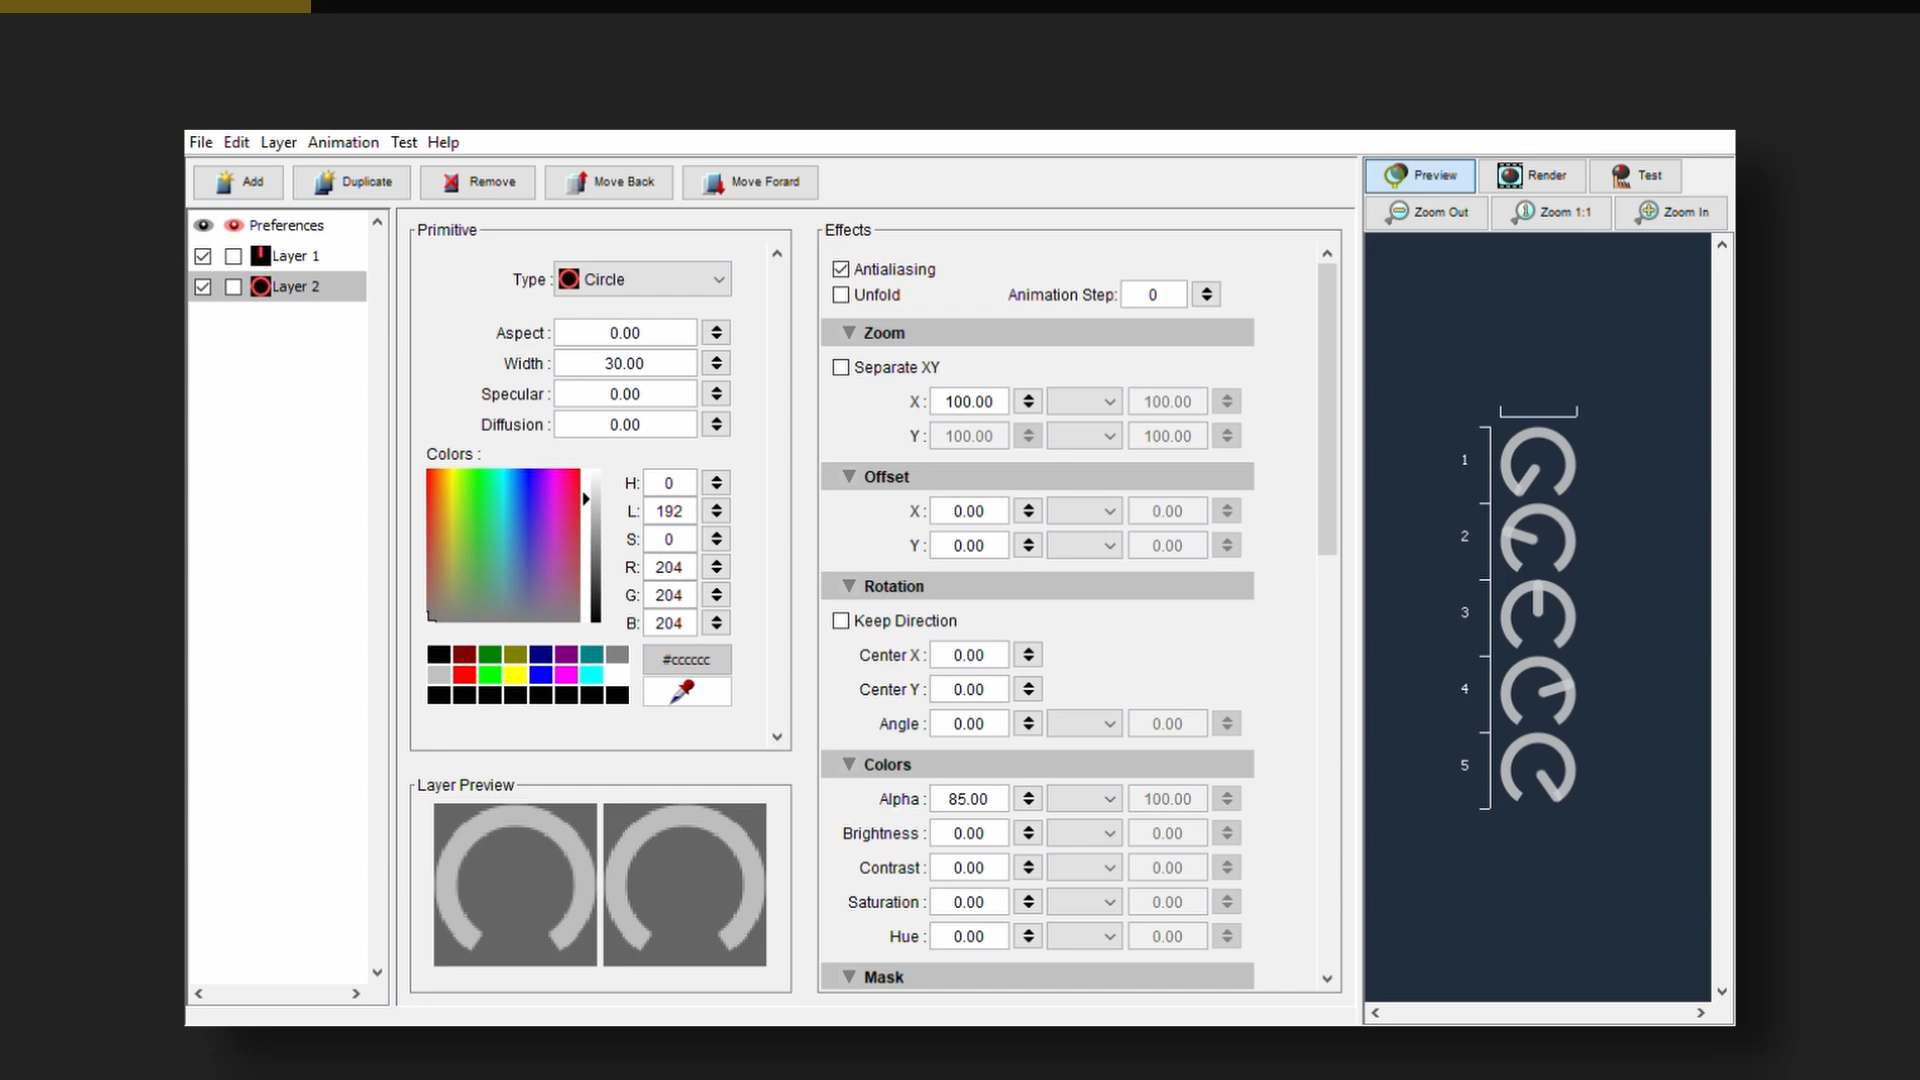 File Edit Layer Animation Test Help
Add Duplicate Remove Move Back Move Forard
Preview Render Test
Zoom Out Zoom 1:1 Zoom In
Preferences
Layer 1
Layer 2
Primitive
Type : Circle
Aspect : 0.00
Width : 30.00
Specular : 0.00
Diffusion : 0.00
Colors :
H: 0
L: 192
S: 0
R: 204
G: 204
B: 204
#cccccc
Layer Preview
Effects
Antialiasing
Unfold Animation Step: 0
Zoom
Separate XY
X : 100.00 100.00
Y : 100.00 100.00
Offset
X : 0.00 0.00
Y : 0.00 0.00
Rotation
Keep Direction
Center X : 0.00
Center Y : 0.00
Angle : 0.00 0.00
Colors
Alpha : 85.00 100.00
Brightness : 0.00 0.00
Contrast : 0.00 0.00
Saturation : 0.00 0.00
Hue : 0.00 0.00
Mask
1
2
3
4
5